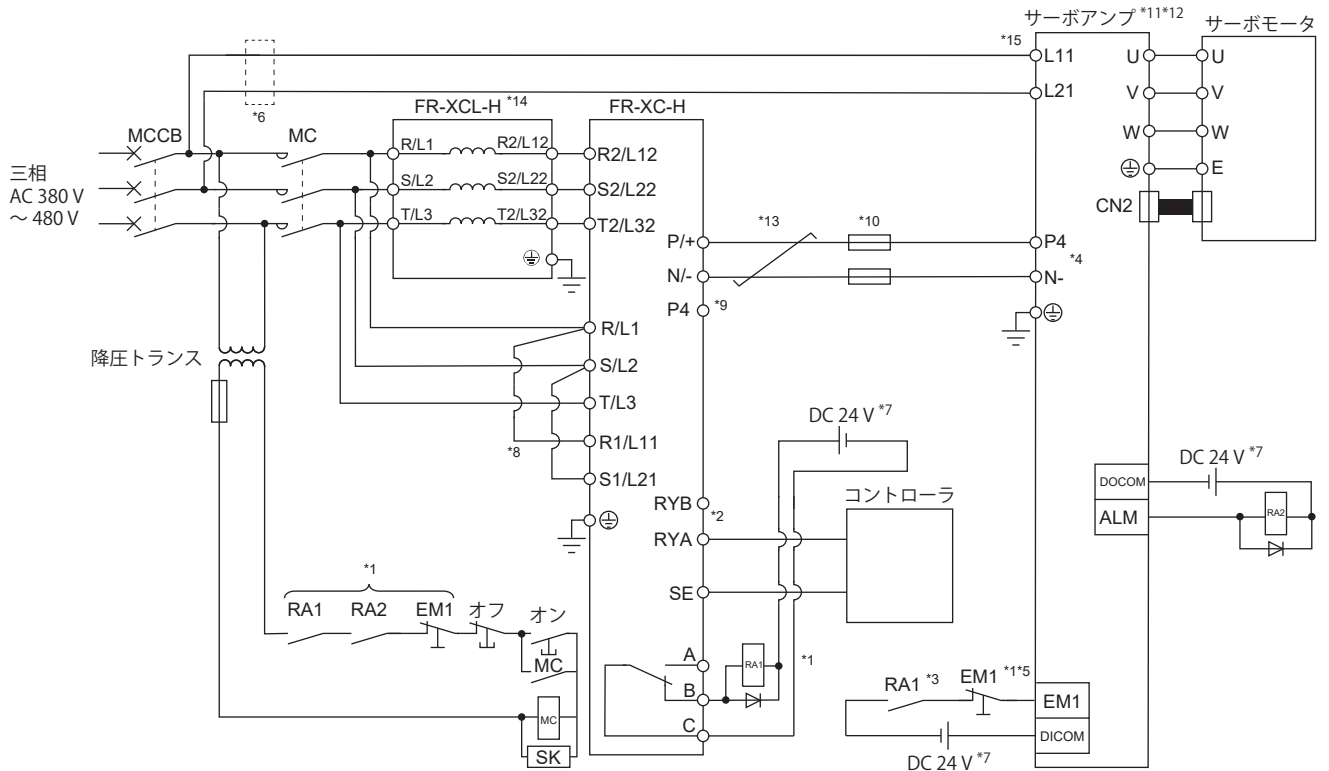 サーボアンプ *11*12
サーボモータ
*15
L11
U
U
L21
V
V
*6
FR-XCL-H *14
FR-XC-H
W
W
MCCB
MC
R/L1
R2/L12
R2/L12
E
三相
AC 380 V
～ 480 V
S/L2
S2/L22
S2/L22
CN2
T/L3
T2/L32
T2/L32
P/+
*13
*10
P4
*4
N/-
N-
P4
*9
R/L1
降圧トランス
S/L2
T/L3
DC 24 V *7
*8
R1/L11
S1/L21
DC 24 V *7
DOCOM
コントローラ
RYB
*2
RA2
ALM
RYA
*1
SE
RA1
RA2
EM1
オフ
オン
MC
A
RA1
*1
B
RA1 *3
EM1 *1*5
EM1
MC
C
DICOM
SK
DC 24 V *7